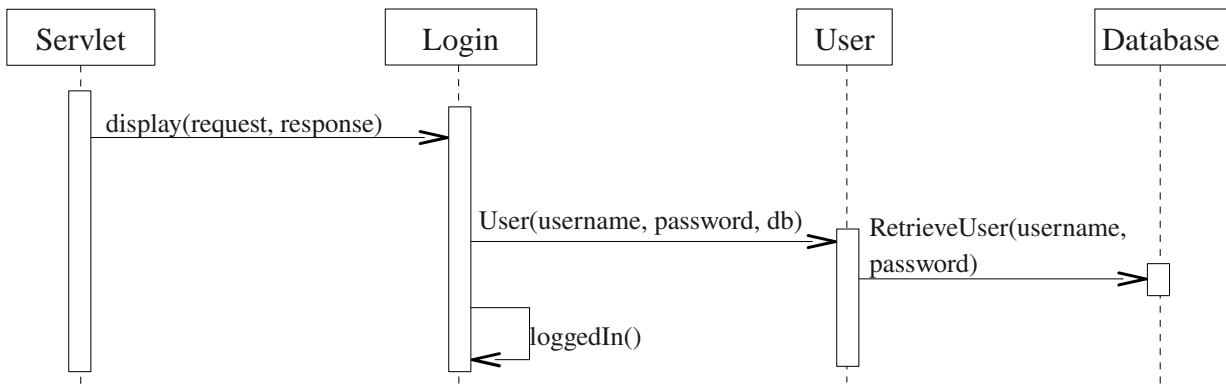 Servlet
Login
User
Database
display(request, response)
User(username, password, db)
RetrieveUser(username,
password)
loggedIn()